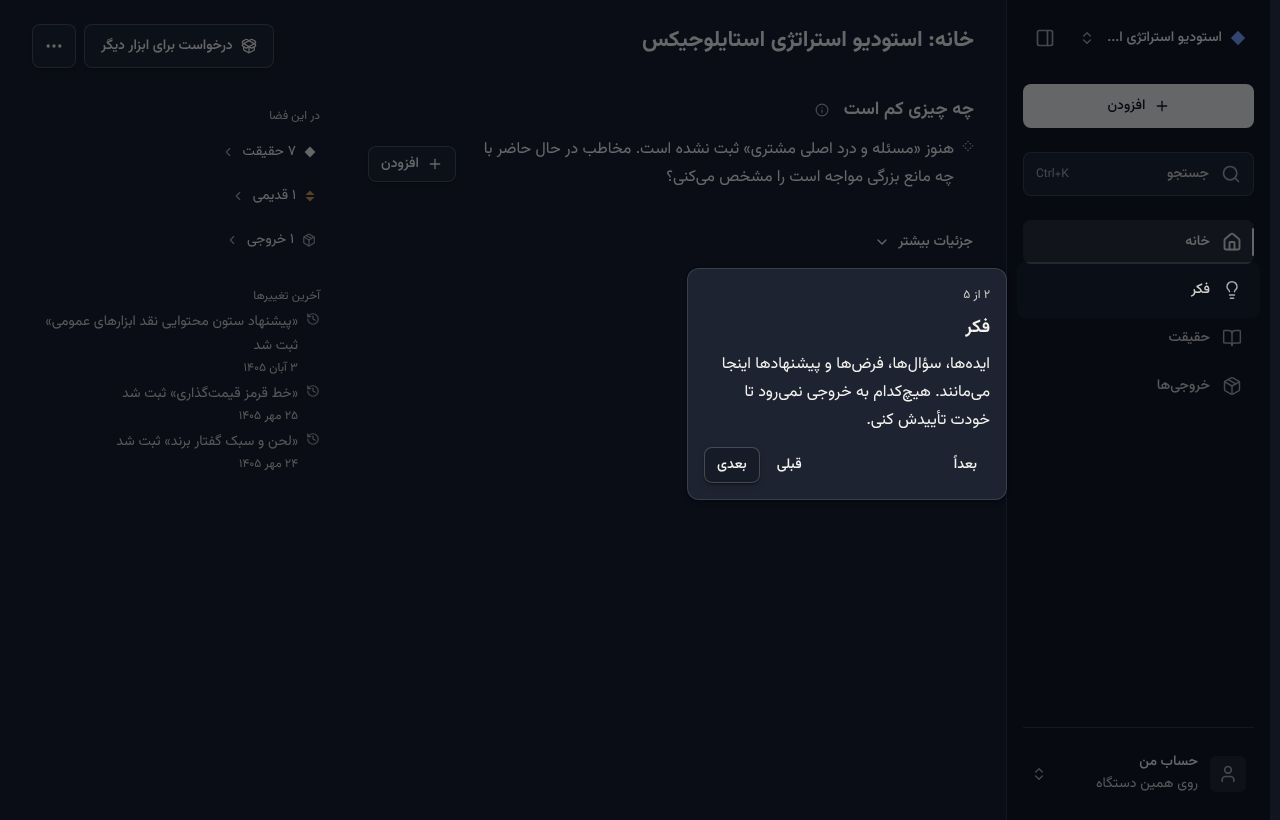 استودیو استراتژی ا...
افزودن
جستجو
Ctrl+K
خانه
فکر
حقیقت
خروجی‌ها
حساب من
روی همین دستگاه
خانه: استودیو استراتژی استایلوجیکس
درخواست برای ابزار دیگر
چه چیزی کم است
هنوز «مسئله و درد اصلی مشتری» ثبت نشده است. مخاطب در حال حاضر با
چه مانع بزرگی مواجه است را مشخص می‌کنی؟
افزودن
جزئیات بیشتر
۲ از ۵
فکر
ایده‌ها، سؤال‌ها، فرض‌ها و پیشنهادها اینجا
می‌مانند. هیچ‌کدام به خروجی نمی‌رود تا
خودت تأییدش کنی.
بعداً
قبلی
بعدی
در این فضا
۷ حقیقت
۱ قدیمی
۱ خروجی
آخرین تغییرها
«پیشنهاد ستون محتوایی نقد ابزارهای عمومی»
ثبت شد
۳ آبان ۱۴۰۵
«خط قرمز قیمت‌گذاری» ثبت شد
۲۵ مهر ۱۴۰۵
«لحن و سبک گفتار برند» ثبت شد
۲۴ مهر ۱۴۰۵